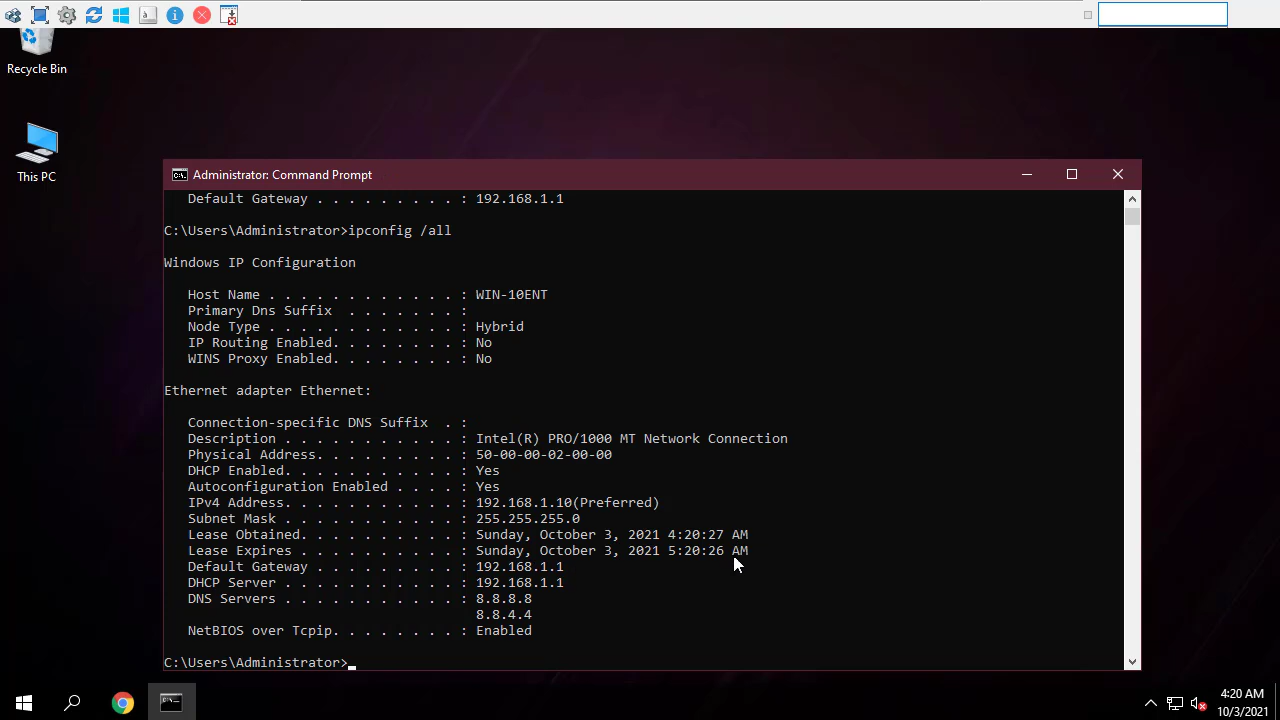 Recycle Bin
This PC
Administrator: Command Prompt
Default Gateway . . . . . . . . . : 192.168.1.1
C:\Users\Administrator>ipconfig /all
Windows IP Configuration
Host Name . . . . . . . . . . . . : WIN-10ENT
Primary Dns Suffix  . . . . . . . :
Node Type . . . . . . . . . . . . : Hybrid
IP Routing Enabled. . . . . . . . : No
WINS Proxy Enabled. . . . . . . . : No
Ethernet adapter Ethernet:
Connection-specific DNS Suffix  . :
Description . . . . . . . . . . . : Intel(R) PRO/1000 MT Network Connection
Physical Address. . . . . . . . . : 50-00-00-02-00-00
DHCP Enabled. . . . . . . . . . . : Yes
Autoconfiguration Enabled . . . . : Yes
IPv4 Address. . . . . . . . . . . : 192.168.1.10(Preferred)
Subnet Mask . . . . . . . . . . . : 255.255.255.0
Lease Obtained. . . . . . . . . . : Sunday, October 3, 2021 4:20:27 AM
Lease Expires . . . . . . . . . . : Sunday, October 3, 2021 5:20:26 AM
Default Gateway . . . . . . . . . : 192.168.1.1
DHCP Server . . . . . . . . . . . : 192.168.1.1
DNS Servers . . . . . . . . . . . : 8.8.8.8
8.8.4.4
NetBIOS over Tcpip. . . . . . . . : Enabled
C:\Users\Administrator>
4:20 AM
10/3/2021